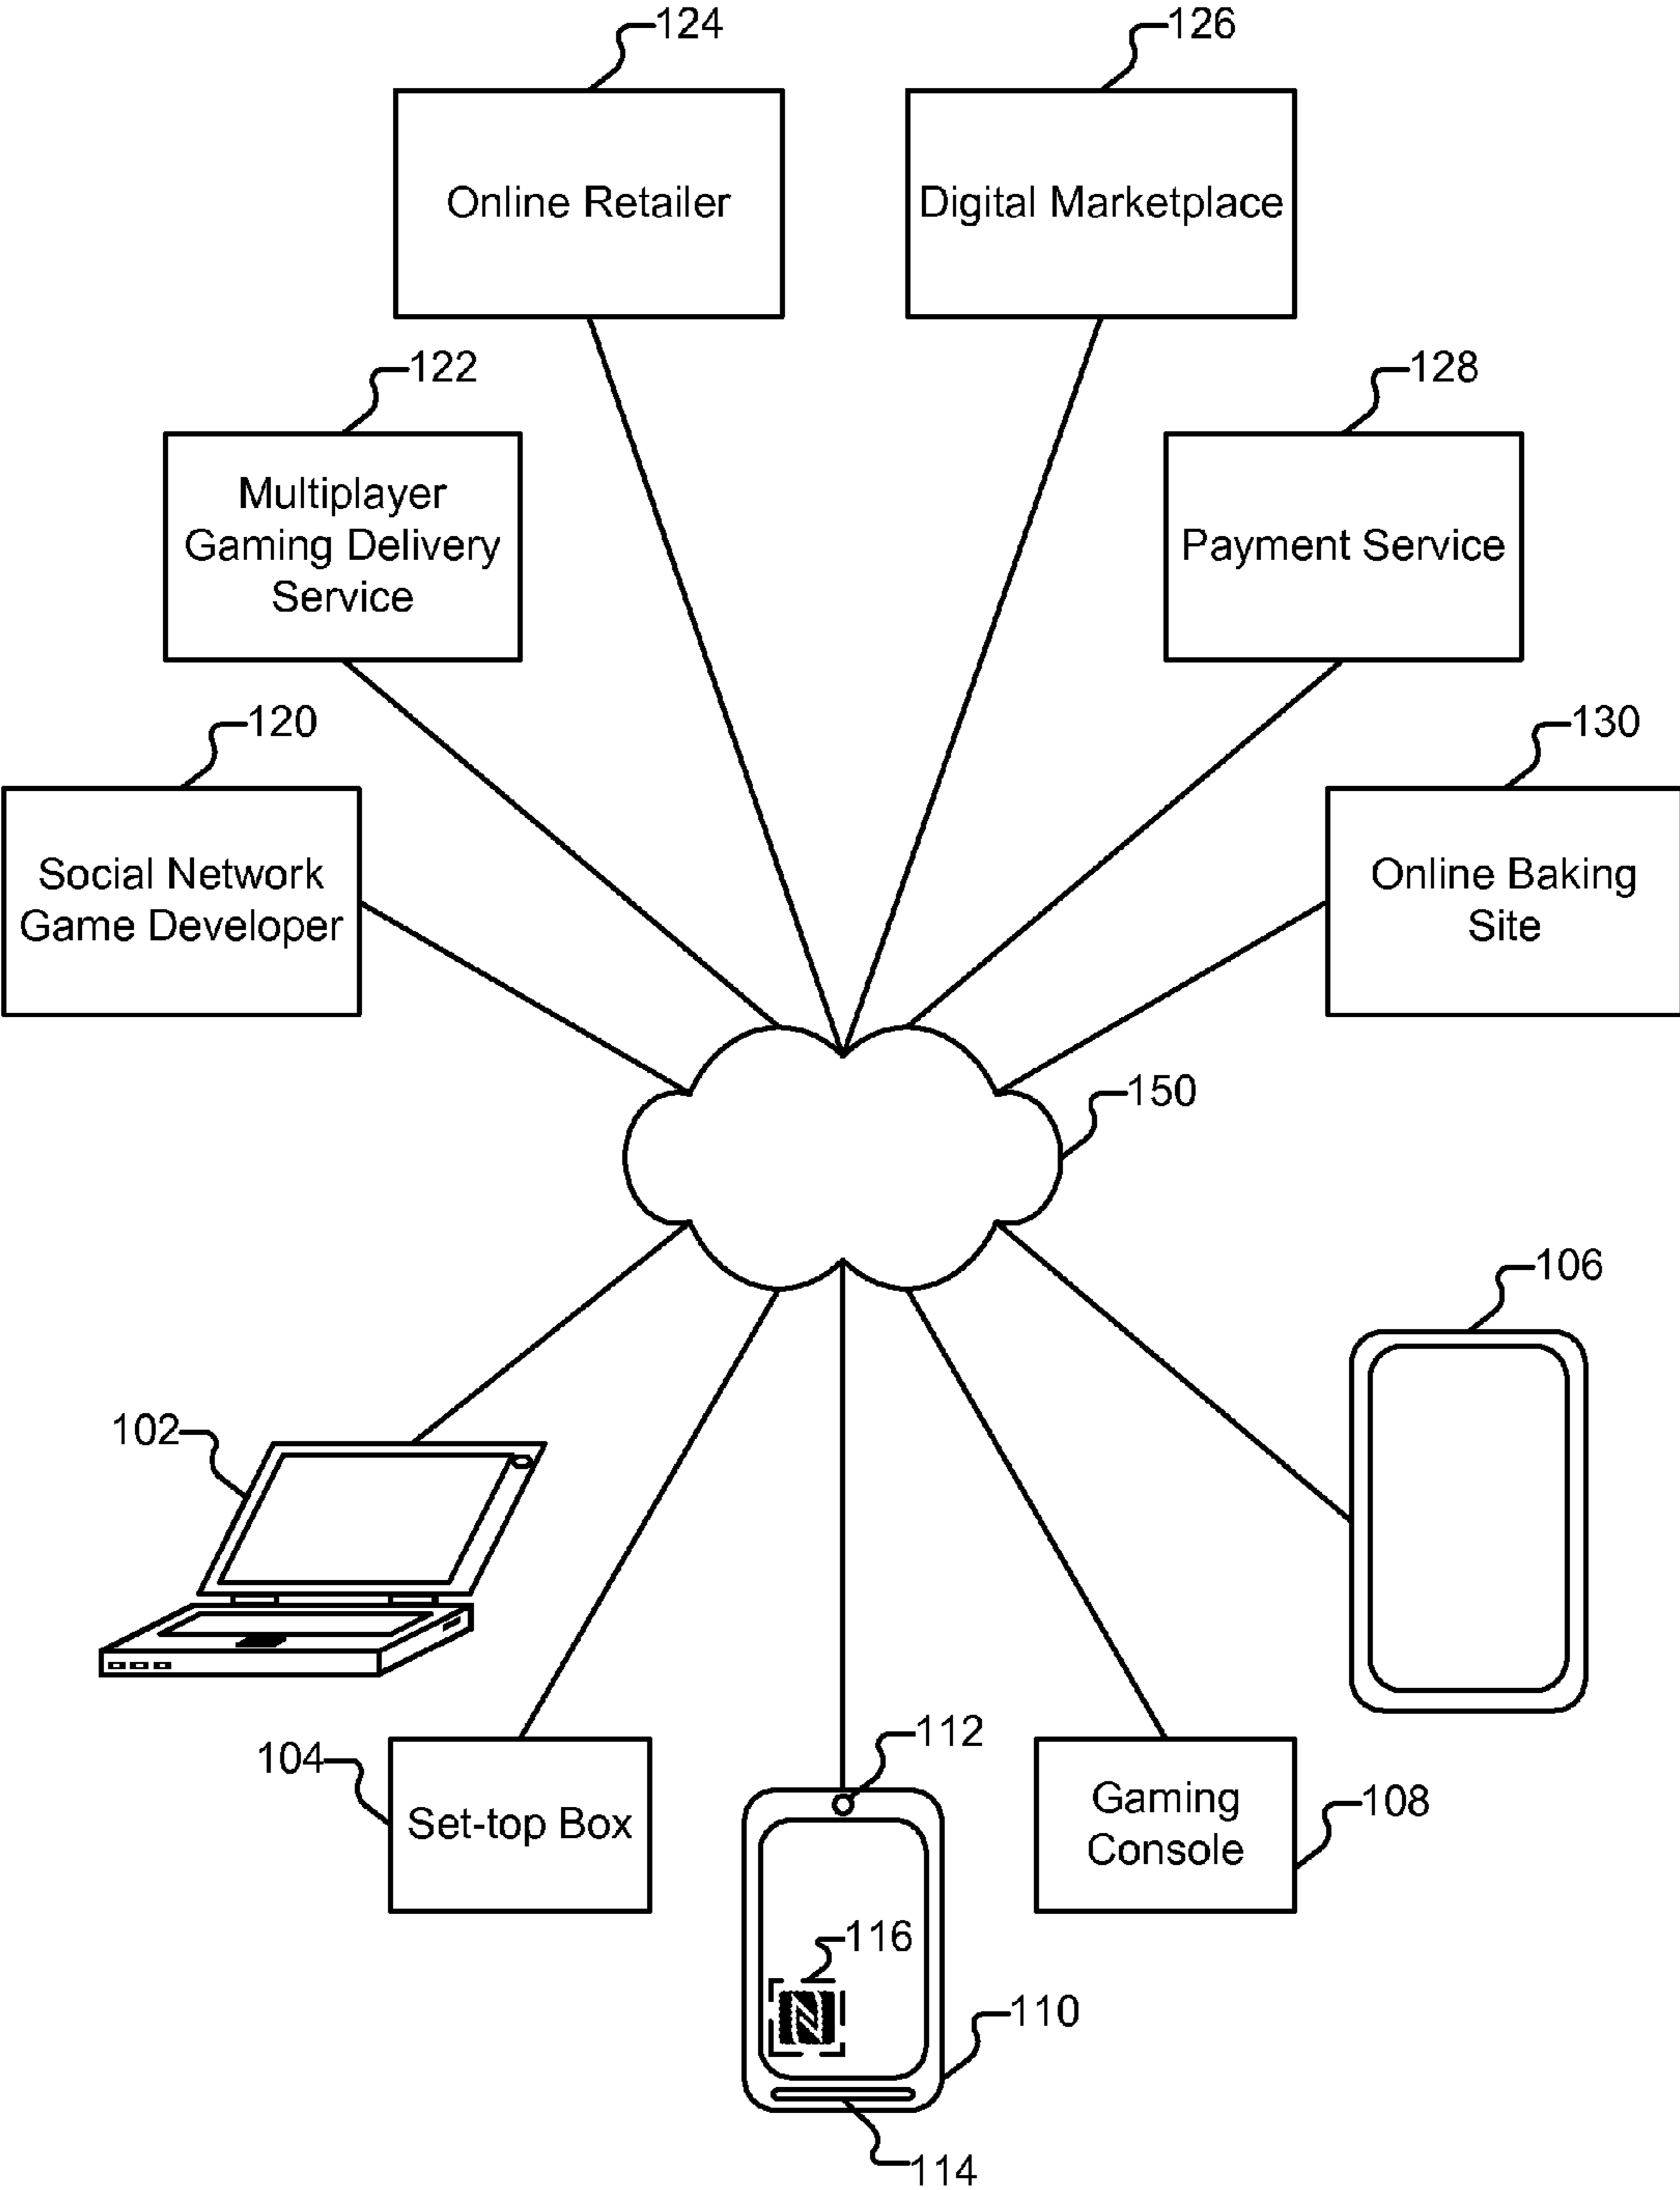 124
126
Online Retailer
Digital Marketplace
122
128
Multiplayer
Gaming Delivery
Service
Payment Service
120
130
Social Network
Game Developer
Online Baking
Site
150
106
102
112
104
Set-top Box
Gaming
Console
108
116
110
114